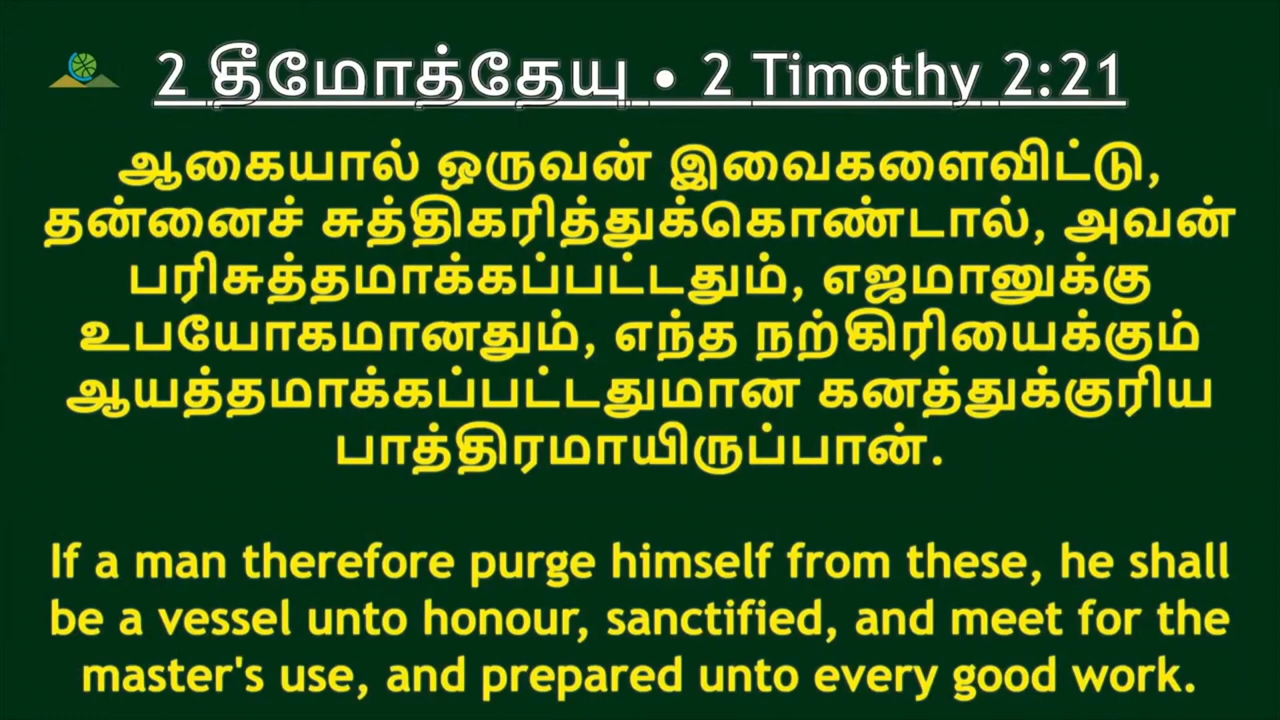 2 தீமோத்தேயு • 2 Timothy 2:21
ஆகையால் ஒருவன் இவைகளைவிட்டு,
தன்னைச் சுத்திகரித்துக்கொண்டால், அவன்
பரிசுத்தமாக்கப்பட்டதும், எஜமானுக்கு
உபயோகமானதும், எந்த நற்கிரியைக்கும்
ஆயத்தமாக்கப்பட்டதுமான கனத்துக்குரிய
பாத்திரமாயிருப்பான்.
If a man therefore purge himself from these, he shall
be a vessel unto honour, sanctified, and meet for the
master's use, and prepared unto every good work.